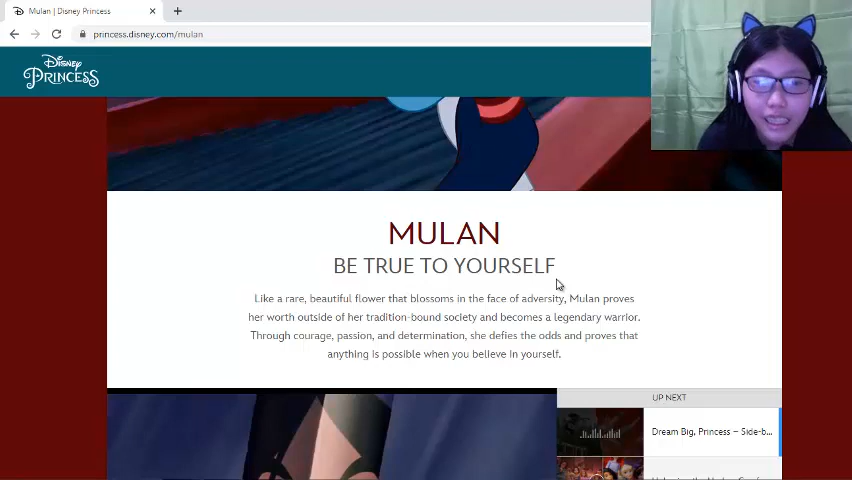 Mulan | Disney Princess
princess.disney.com/mulan
Disney
PRINCESS
MULAN
BE TRUE TO YOURSELF
Like a rare, beautiful flower that blossoms in the face of adversity, Mulan proves
her worth outside of her tradition-bound society and becomes a legendary warrior.
Through courage, passion, and determination, she defies the odds and proves that
anything is possible when you believe in yourself.
UP NEXT
Dream Big, Princess – Side-b...